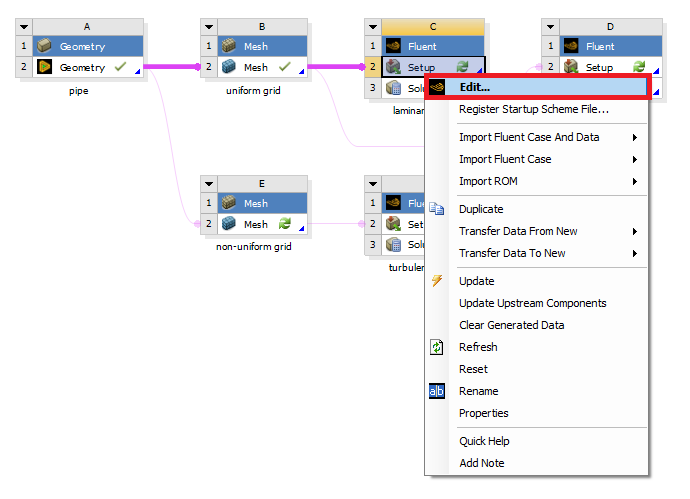 A
1 Geometry
2 Geometry
pipe
B
1 Mesh
2 Mesh
uniform grid
C
1 Fluent
2 Setup
3
D
1 Fluent
2 Setup
E
1 Mesh
2 Mesh
non-uniform grid
1
2
3
Edit...
Register Startup Scheme File...
Import Fluent Case And Data
Import Fluent Case
Import ROM
Duplicate
Transfer Data From New
Transfer Data To New
Update
Update Upstream Components
Clear Generated Data
Refresh
Reset
a|b Rename
Properties
Quick Help
Add Note